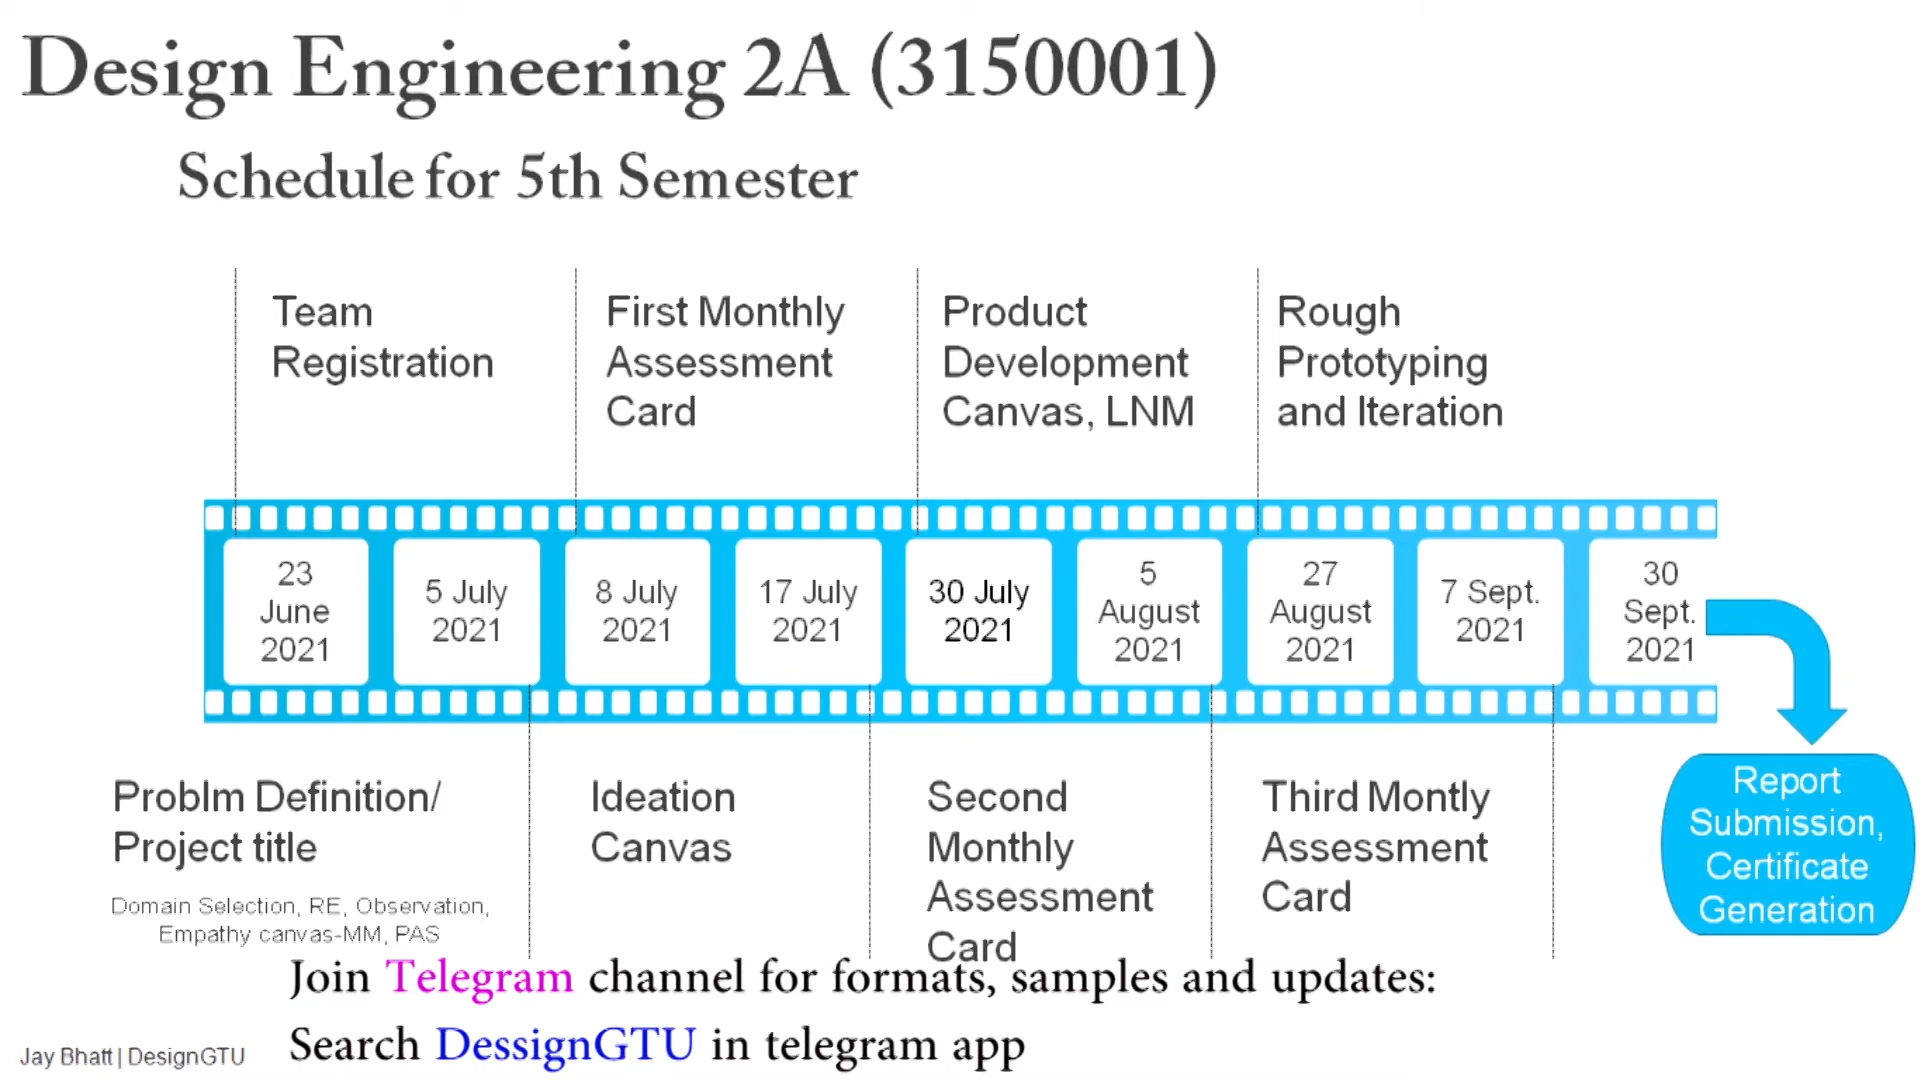 Design Engineering 2A (3150001)
Schedule for 5th Semester
Team
Registration
First Monthly
Assessment
Card
Product
Development
Canvas, LNM
Rough
Prototyping
and Iteration
23
June
2021
5 July
2021
8 July
2021
17 July
2021
30 July
2021
5
August
2021
27
August
2021
7 Sept.
2021
30
Sept.
2021
Problm Definition/
Project title
Domain Selection, RE, Observation,
Empathy canvas-MM, PAS
Ideation
Canvas
Second
Monthly
Assessment
Card
Third Montly
Assessment
Card
Report
Submission,
Certificate
Generation
Join Telegram channel for formats, samples and updates:
Search DessignGTU in telegram app
Jay Bhatt | DesignGTU